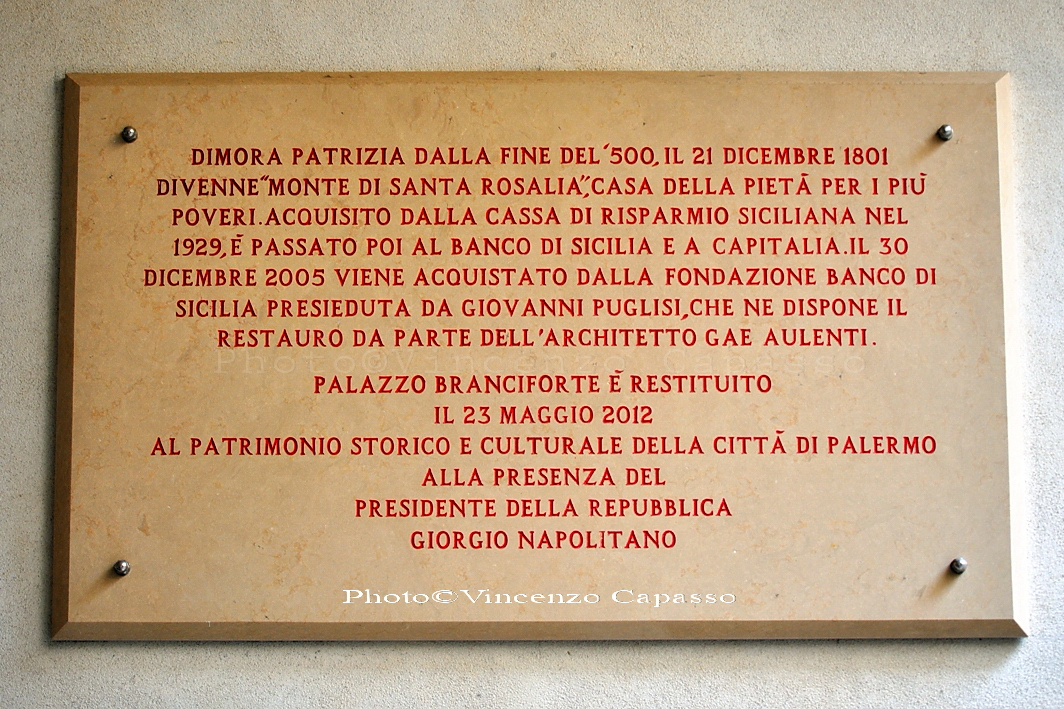 DIMORA PATRIZIA DALLA FINE DEL '500, IL 21 DICEMBRE 1801
DIVENNE "MONTE DI SANTA ROSALIA", CASA DELLA PIETÀ PER I PIÙ
POVERI. ACQUISITO DALLA CASSA DI RISPARMIO SICILIANA NEL
1929, È PASSATO POI AL BANCO DI SICILIA E A CAPITALIA. IL 30
DICEMBRE 2005 VIENE ACQUISTATO DALLA FONDAZIONE BANCO DI
SICILIA PRESIEDUTA DA GIOVANNI PUGLISI, CHE NE DISPONE IL
RESTAURO DA PARTE DELL'ARCHITETTO GAE AULENTI.
Photo©Vincenzo Capasso
PALAZZO BRANCIFORTE È RESTITUITO
IL 23 MAGGIO 2012
AL PATRIMONIO STORICO E CULTURALE DELLA CITTÀ DI PALERMO
ALLA PRESENZA DEL
PRESIDENTE DELLA REPUBBLICA
GIORGIO NAPOLITANO
Photo©Vincenzo Capasso